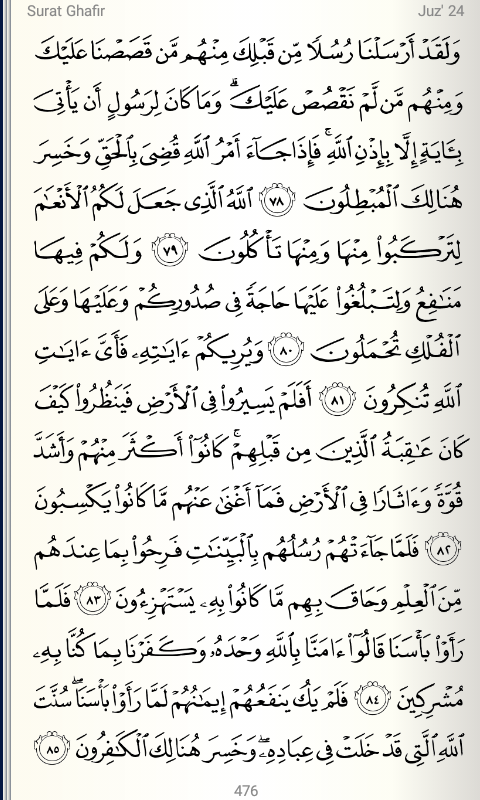 Surat Ghafir
Juz' 24
وَلَقَدۡ أَرۡسَلۡنَا رُسُلٗا مِّن قَبۡلِكَ مِنۡهُم مَّن قَصَصۡنَا عَلَيۡكَ
وَمِنۡهُم مَّن لَّمۡ نَقۡصُصۡ عَلَيۡكَۗ وَمَا كَانَ لِرَسُولٍ أَن يَأۡتِيَ
بِـَٔايَةٍ إِلَّا بِإِذۡنِ ٱللَّهِۚ فَإِذَا جَآءَ أَمۡرُ ٱللَّهِ قُضِيَ بِٱلۡحَقِّ وَخَسِرَ
هُنَالِكَ ٱلۡمُبۡطِلُونَ ٧٨ ٱللَّهُ ٱلَّذِي جَعَلَ لَكُمُ ٱلۡأَنۡعَٰمَ
لِتَرۡكَبُواْ مِنۡهَا وَمِنۡهَا تَأۡكُلُونَ ٧٩ وَلَكُمۡ فِيهَا
مَنَٰفِعُ وَلِتَبۡلُغُواْ عَلَيۡهَا حَاجَةٗ فِي صُدُورِكُمۡ وَعَلَيۡهَا وَعَلَى
ٱلۡفُلۡكِ تُحۡمَلُونَ ٨٠ وَيُرِيكُمۡ ءَايَٰتِهِۦ فَأَيَّ ءَايَٰتِ
ٱللَّهِ تُنكِرُونَ ٨١ أَفَلَمۡ يَسِيرُواْ فِي ٱلۡأَرۡضِ فَيَنظُرُواْ كَيۡفَ
كَانَ عَٰقِبَةُ ٱلَّذِينَ مِن قَبۡلِهِمۡۚ كَانُوٓاْ أَكۡثَرَ مِنۡهُمۡ وَأَشَدَّ
قُوَّةٗ وَءَاثَارٗا فِي ٱلۡأَرۡضِ فَمَآ أَغۡنَىٰ عَنۡهُم مَّا كَانُواْ يَكۡسِبُونَ
٨٢ فَلَمَّا جَآءَتۡهُمۡ رُسُلُهُم بِٱلۡبَيِّنَٰتِ فَرِحُواْ بِمَا عِندَهُم
مِّنَ ٱلۡعِلۡمِ وَحَاقَ بِهِم مَّا كَانُواْ بِهِۦ يَسۡتَهۡزِءُونَ ٨٣ فَلَمَّا
رَأَوۡاْ بَأۡسَنَا قَالُوٓاْ ءَامَنَّا بِٱللَّهِ وَحۡدَهُۥ وَكَفَرۡنَا بِمَا كُنَّا بِهِۦ
مُشۡرِكِينَ ٨٤ فَلَمۡ يَكُ يَنفَعُهُمۡ إِيمَٰنُهُمۡ لَمَّا رَأَوۡاْ بَأۡسَنَاۖ سُنَّتَ
ٱللَّهِ ٱلَّتِي قَدۡ خَلَتۡ فِي عِبَادِهِۦۖ وَخَسِرَ هُنَالِكَ ٱلۡكَٰفِرُونَ ٨٥
476